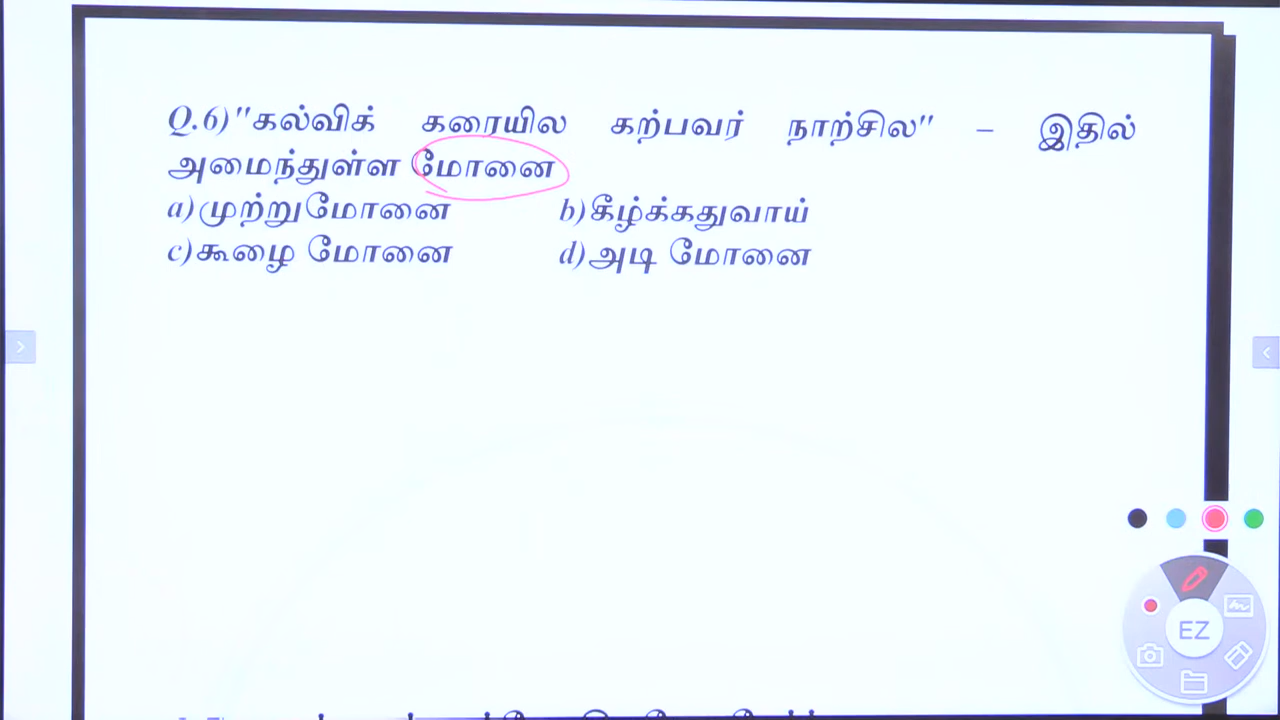 Q.6)"கல்விக் கரையில கற்பவர் நாற்சில" – இதில்
அமைந்துள்ள மோனை
a)முற்றுமோனை b)கீழ்க்கதுவாய்
c)கூழை மோனை d)அடி மோனை
EZ